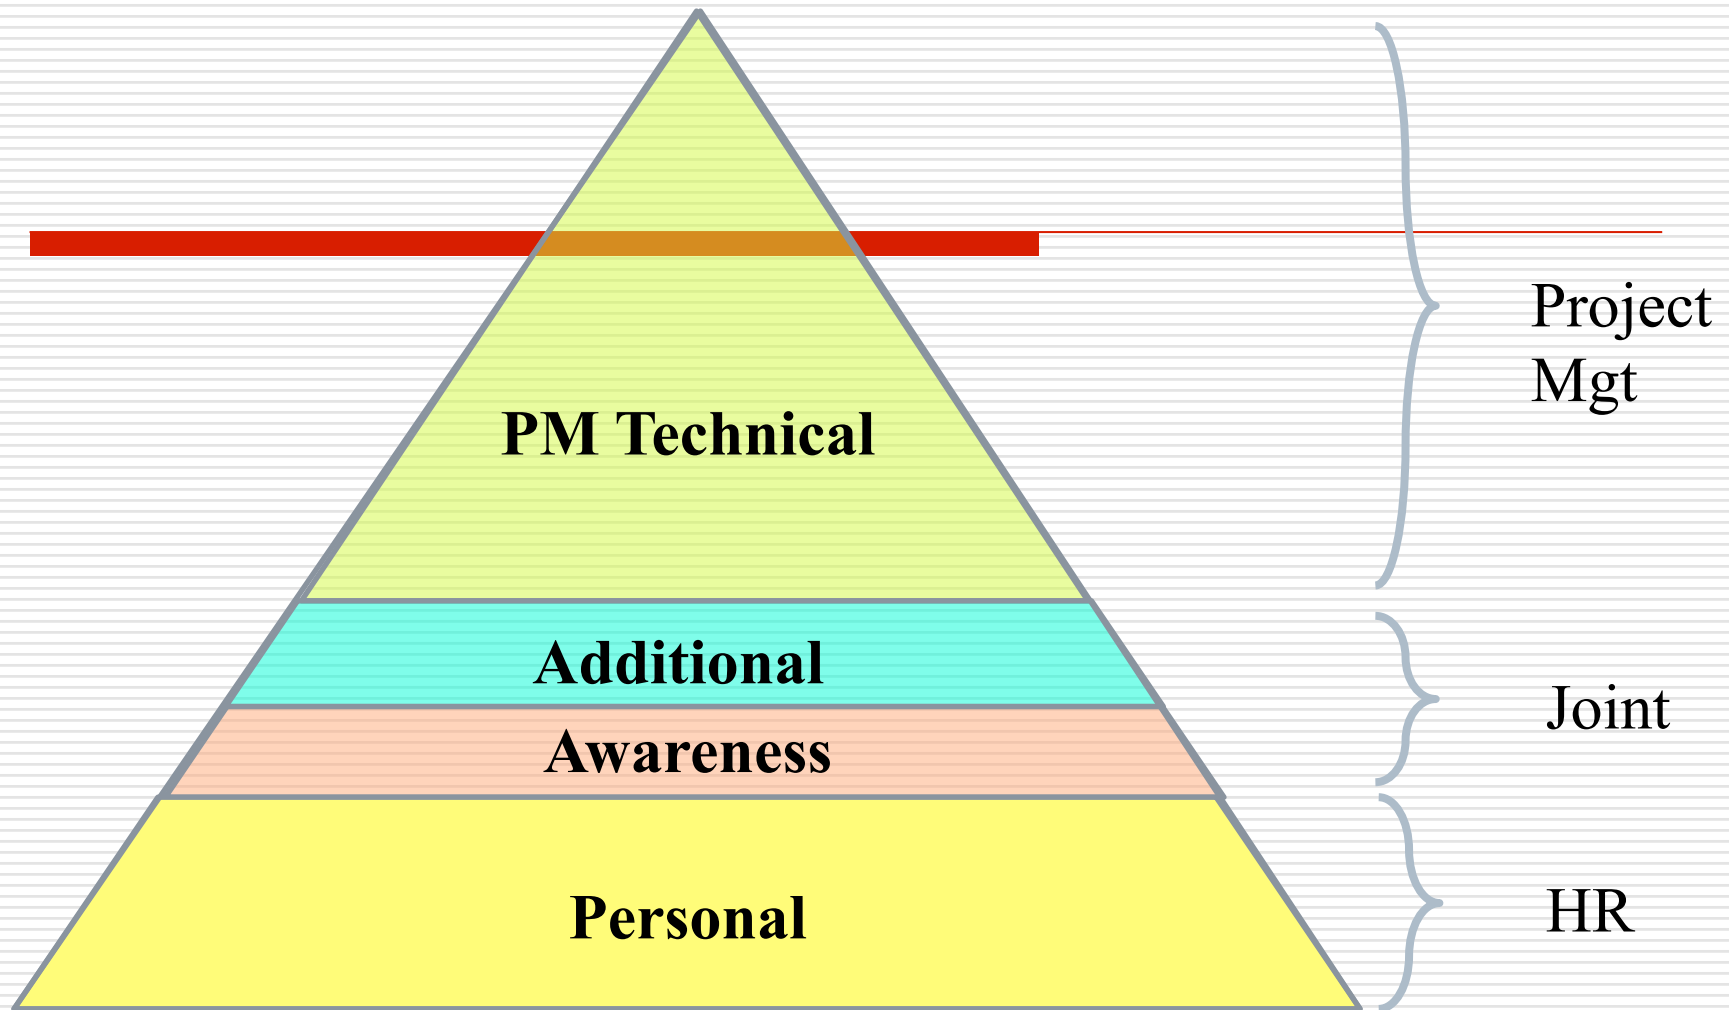 PM Technical
Additional
Awareness
Personal
Project
Mgt
Joint
HR